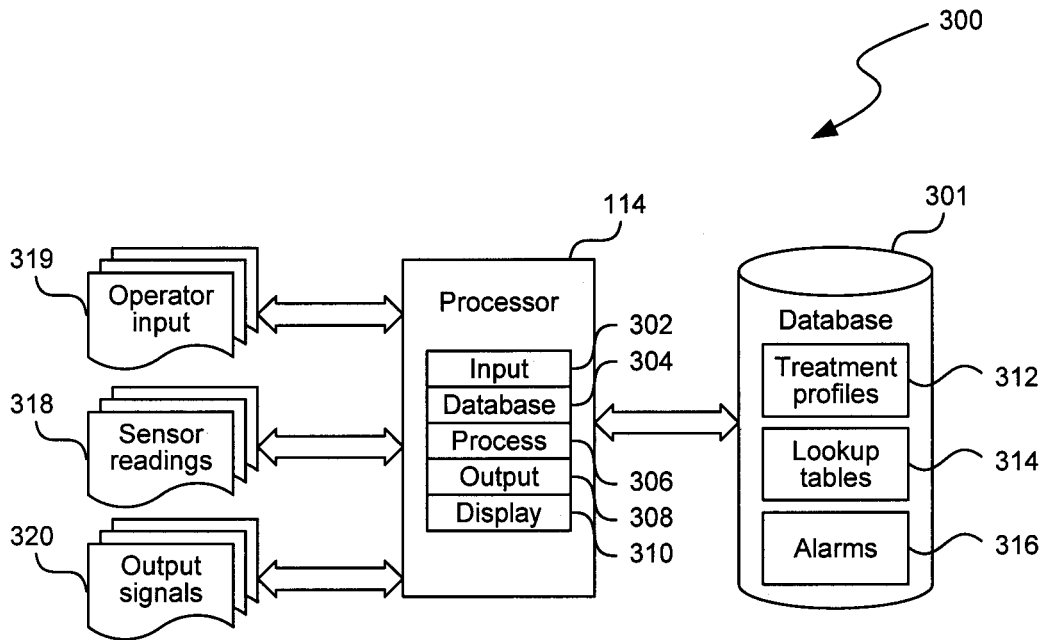 300
114
301
319
Operator
input
Processor
Database
302
Input
304
Database
Treatment
profiles
312
318
Sensor
readings
Process
306
Lookup
tables
314
Output
308
Display
310
320
Output
signals
Alarms
316